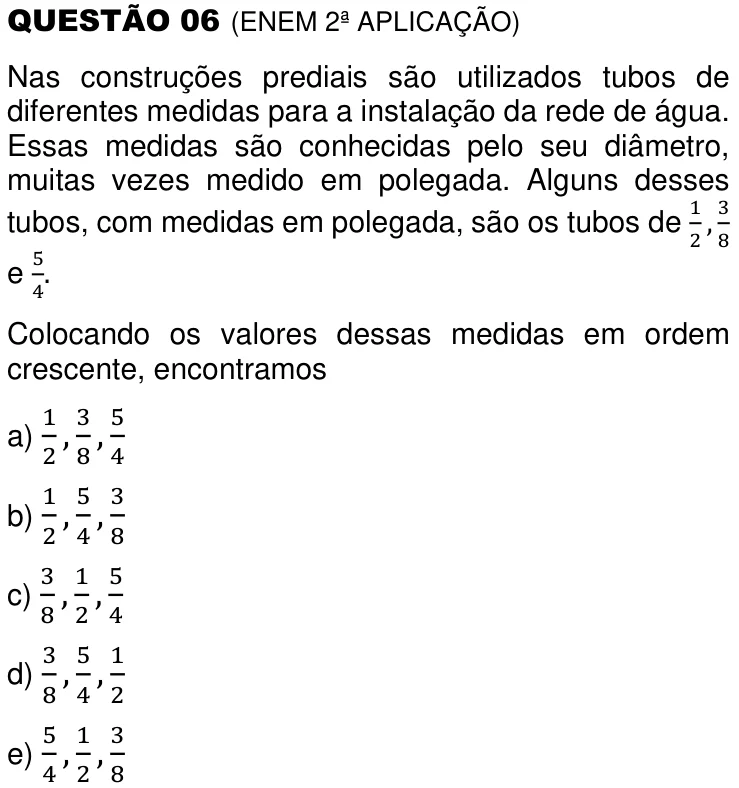 QUESTÃO 06 (ENEM 2ª APLICAÇÃO)
Nas construções prediais são utilizados tubos de
diferentes medidas para a instalação da rede de água.
Essas medidas são conhecidas pelo seu diâmetro,
muitas vezes medido em polegada. Alguns desses
tubos, com medidas em polegada, são os tubos de 1/2, 3/8
e 5/4.
Colocando os valores dessas medidas em ordem
crescente, encontramos
a) 1/2, 3/8, 5/4
b) 1/2, 5/4, 3/8
c) 3/8, 1/2, 5/4
d) 3/8, 5/4, 1/2
e) 5/4, 1/2, 3/8